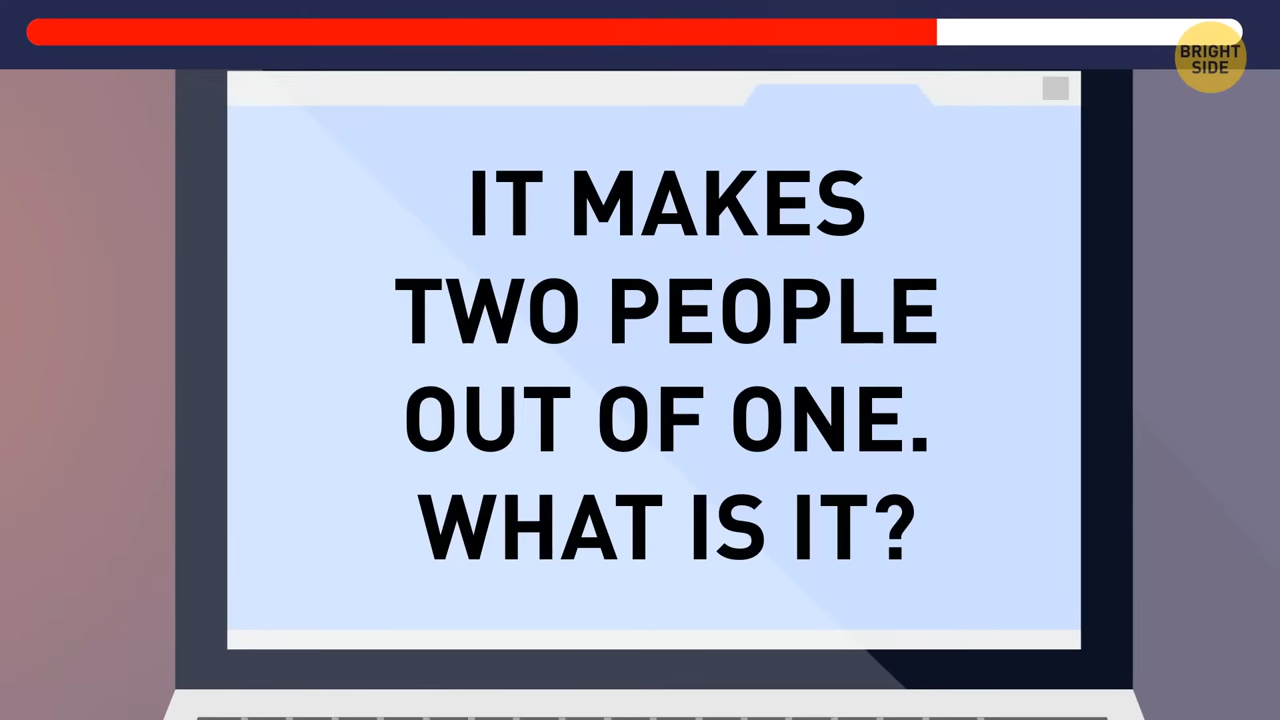 BRIGHT
SIDE
IT MAKES
TWO PEOPLE
OUT OF ONE.
WHAT IS IT?